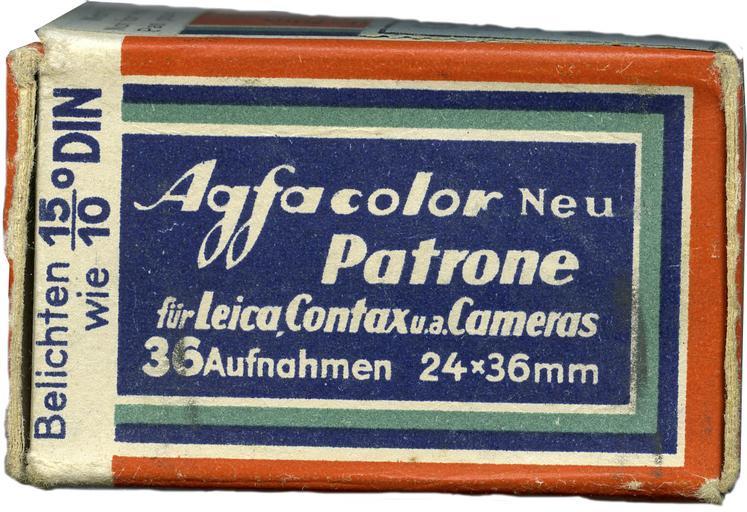 Agfacolor Neu
Patrone
für Leica, Contax u.a. Cameras
36 Aufnahmen 24×36mm
Belichten 15/10° DIN
wie